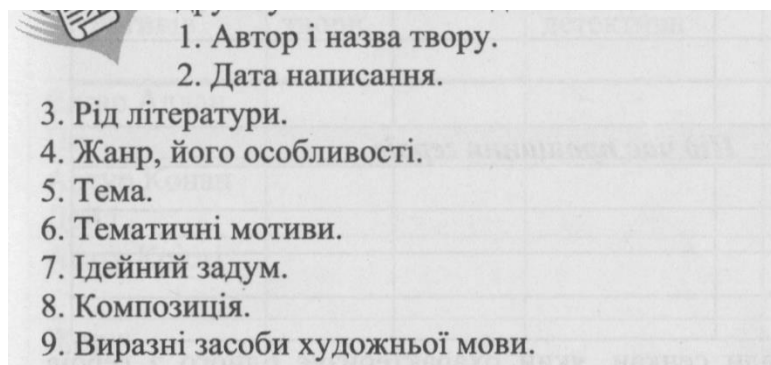 1. Автор і назва твору.
2. Дата написання.
3. Рід літератури.
4. Жанр, його особливості.
5. Тема.
6. Тематичні мотиви.
7. Ідейний задум.
8. Композиція.
9. Виразні засоби художньої мови.